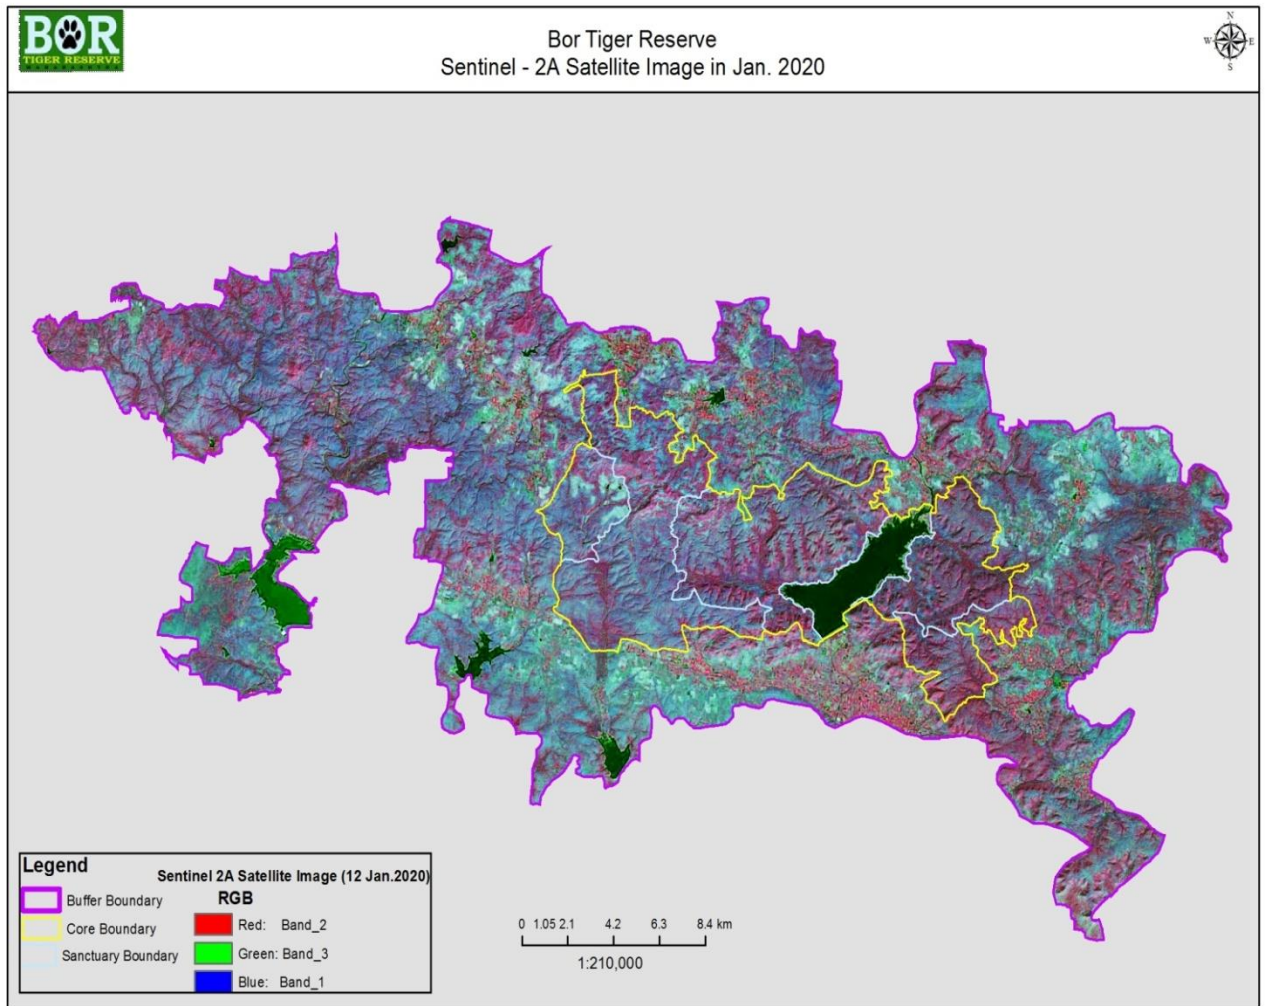 BOR
TIGER RESERVE
Bor Tiger Reserve
Sentinel - 2A Satellite Image in Jan. 2020
N
W
E
S
Legend
Sentinel 2A Satellite Image (12 Jan.2020)
RGB
Buffer Boundary
Red: Band_2
Core Boundary
Green: Band_3
Sanctuary Boundary
Blue: Band_1
0 1.05 2.1 4.2 6.3 8.4 km
1:210,000